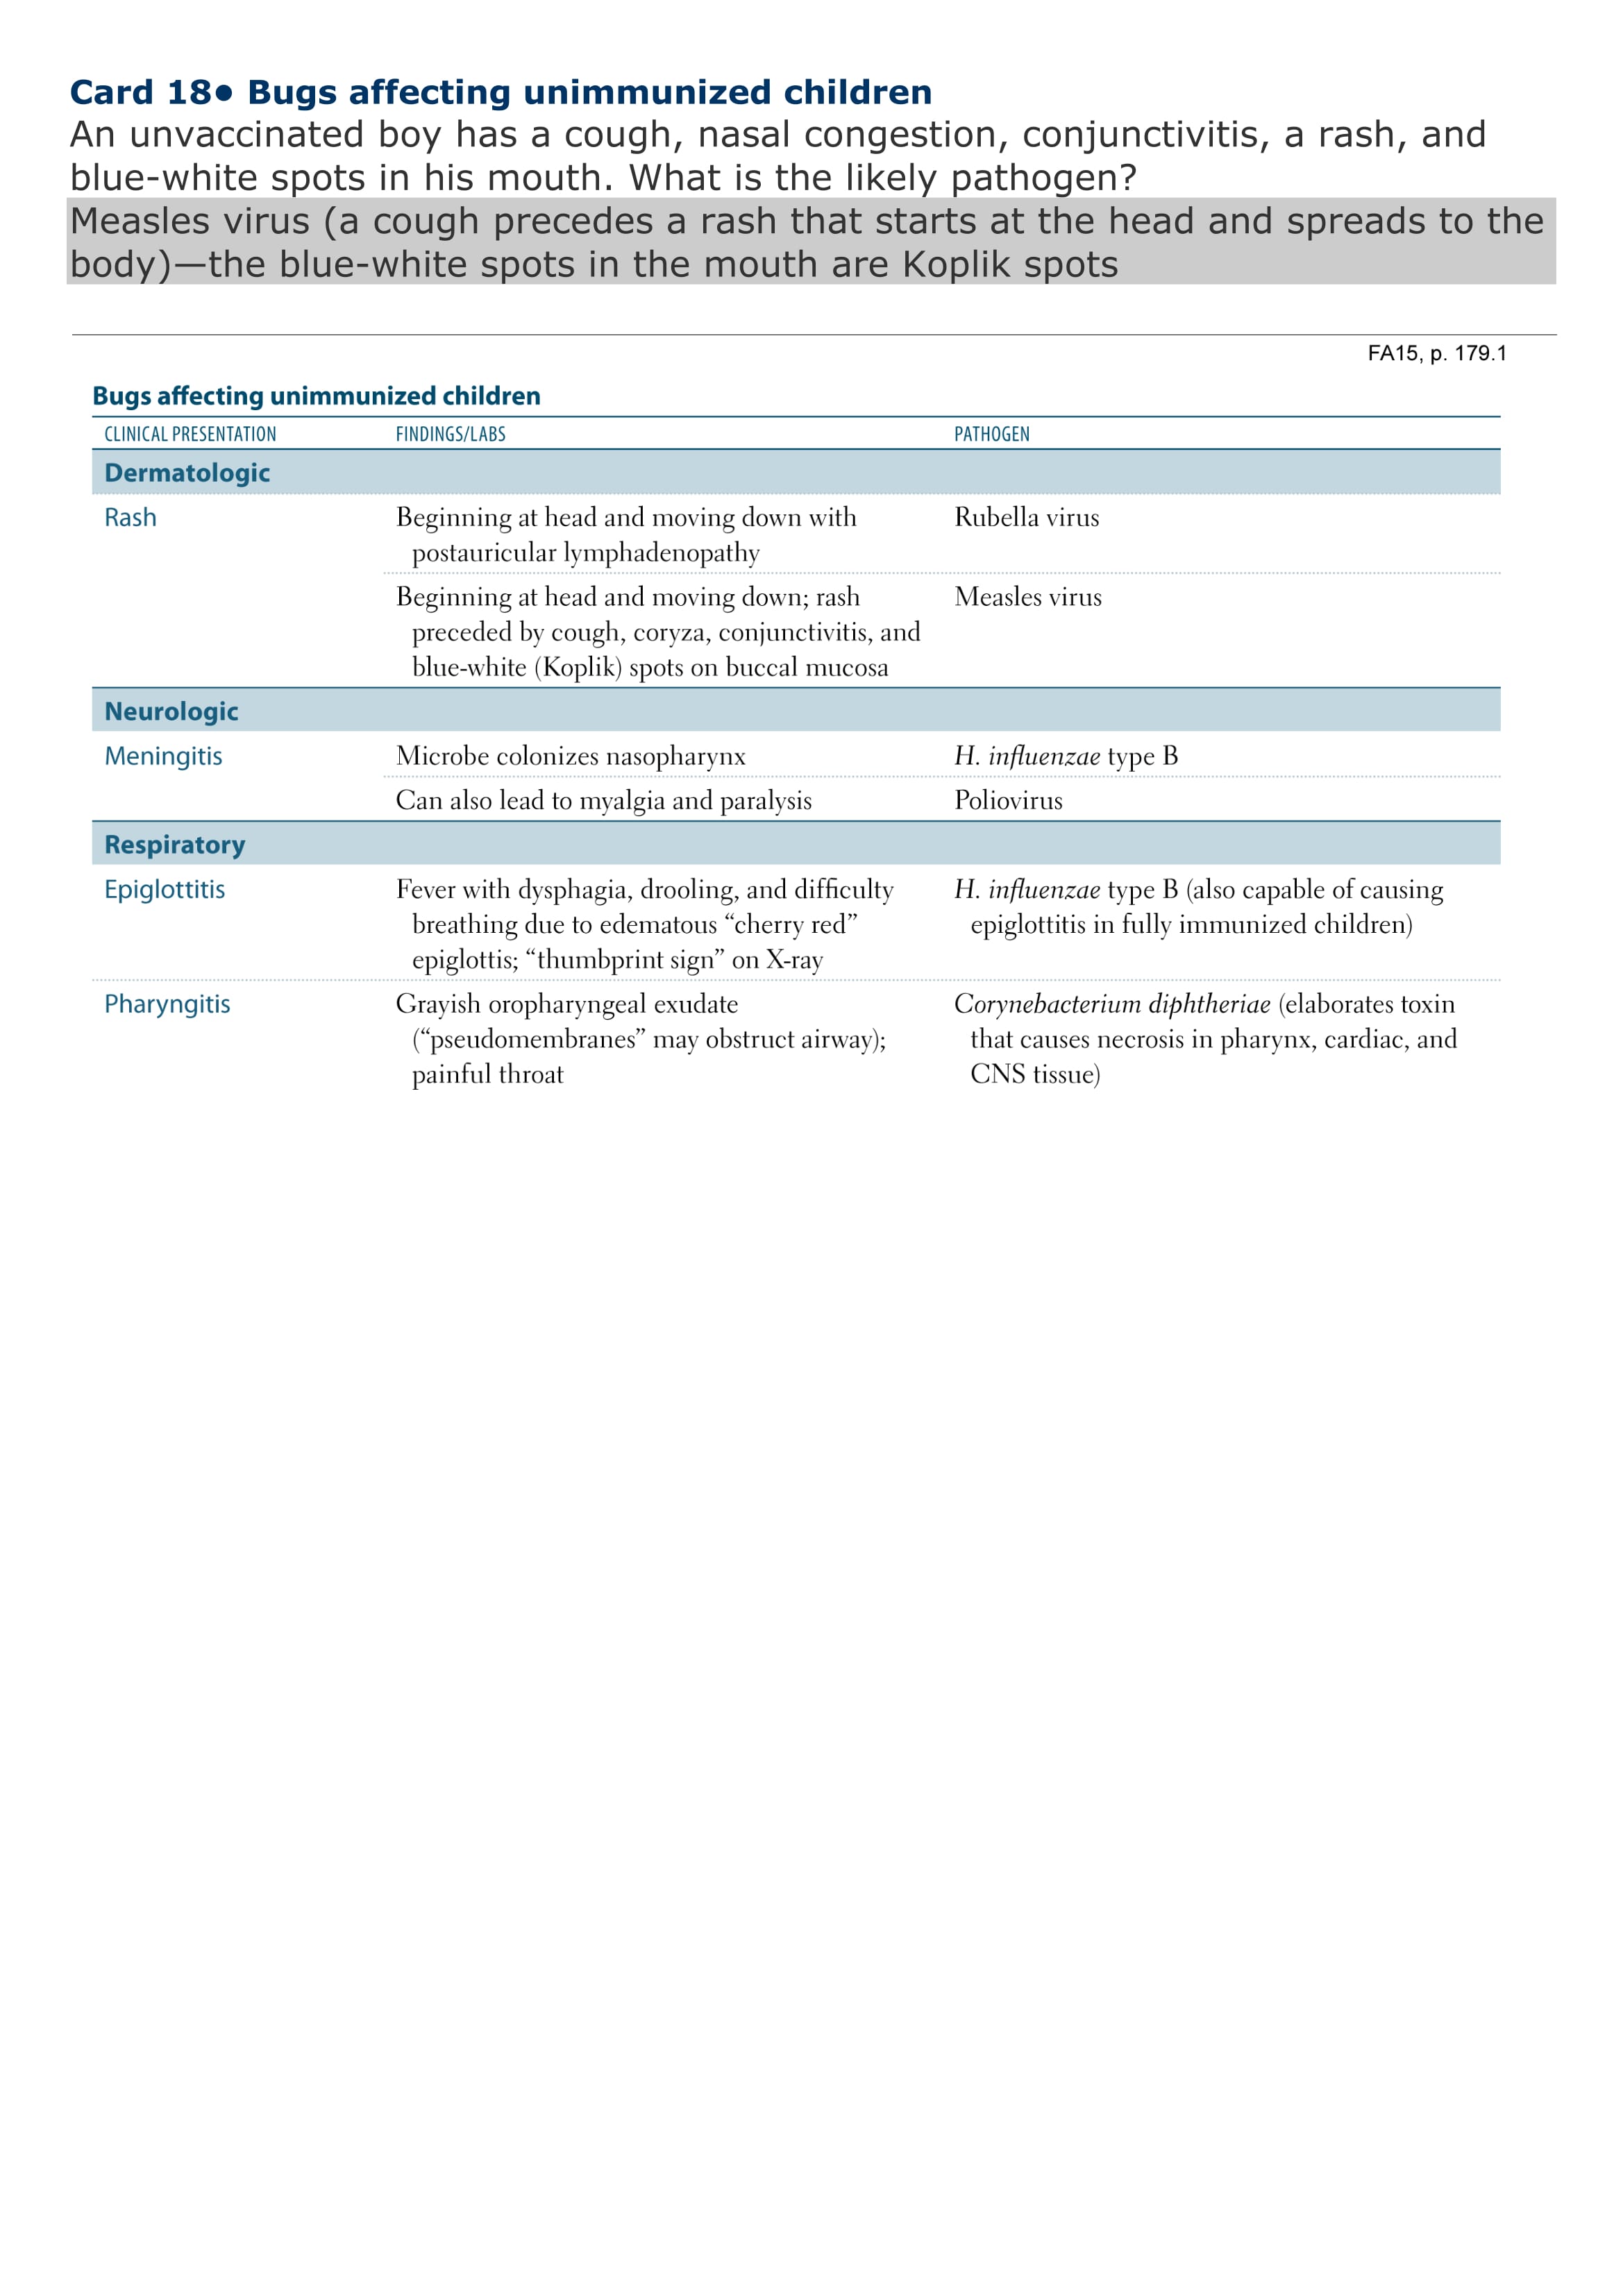 Card 18● Bugs affecting unimmunized children
An unvaccinated boy has a cough, nasal congestion, conjunctivitis, a rash, and
blue-white spots in his mouth. What is the likely pathogen?
Measles virus (a cough precedes a rash that starts at the head and spreads to the
body)—the blue-white spots in the mouth are Koplik spots
FA15, p. 179.1
Bugs affecting unimmunized children
CLINICAL PRESENTATION FINDINGS/LABS PATHOGEN
Dermatologic
Rash Beginning at head and moving down with Rubella virus
postauricular lymphadenopathy
Beginning at head and moving down; rash Measles virus
preceded by cough, coryza, conjunctivitis, and
blue-white (Koplik) spots on buccal mucosa
Neurologic
Meningitis Microbe colonizes nasopharynx H. influenzae type B
Can also lead to myalgia and paralysis Poliovirus
Respiratory
Epiglottitis Fever with dysphagia, drooling, and difficulty H. influenzae type B (also capable of causing
breathing due to edematous “cherry red” epiglottitis in fully immunized children)
epiglottis; “thumbprint sign” on X-ray
Pharyngitis Grayish oropharyngeal exudate Corynebacterium diphtheriae (elaborates toxin
(“pseudomembranes” may obstruct airway); that causes necrosis in pharynx, cardiac, and
painful throat CNS tissue)